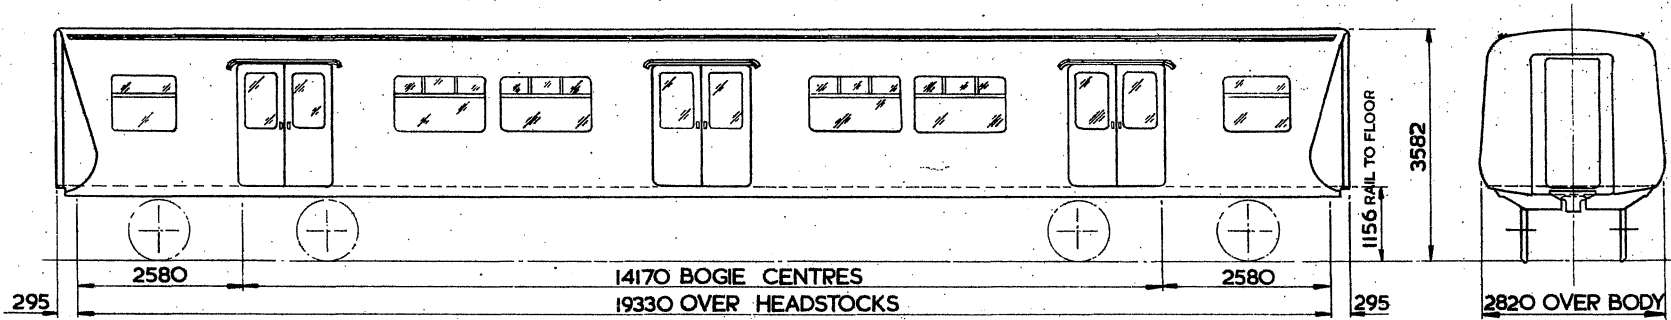 1156 RAIL TO FLOOR
3582
2580
14170 BOGIE CENTRES
2580
295
19330 OVER HEADSTOCKS
295
2820 OVER BODY